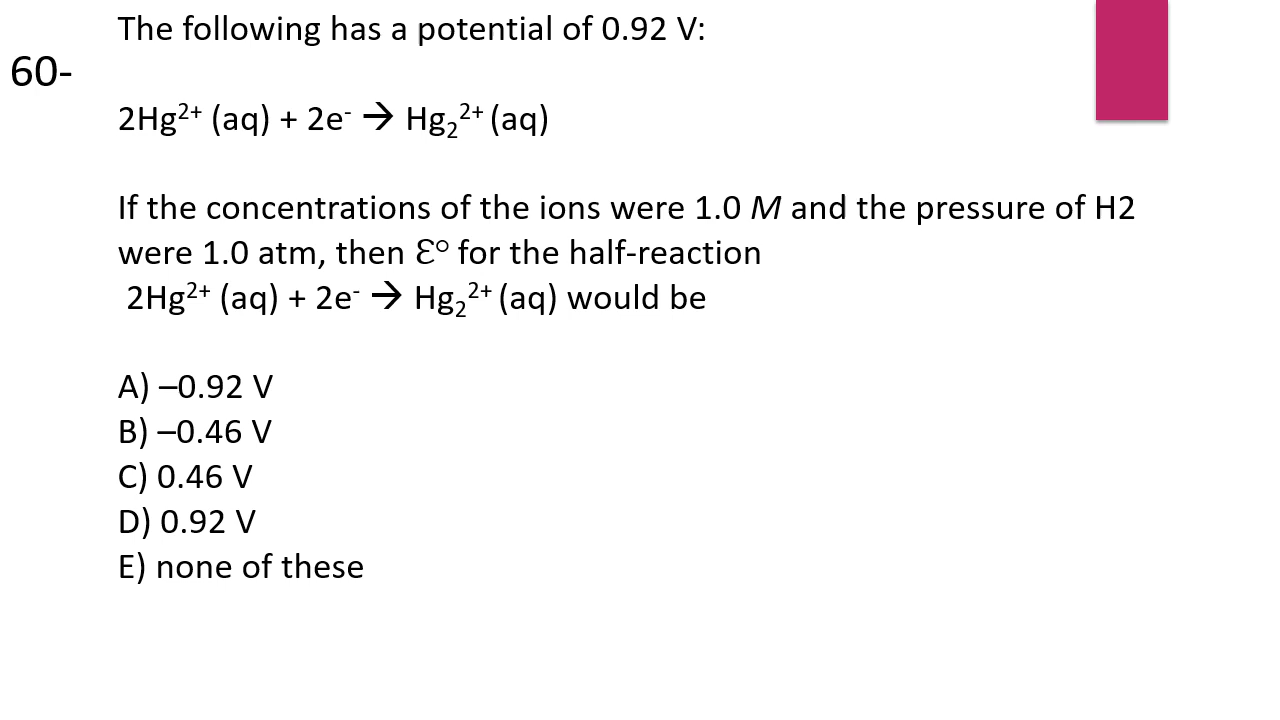 The following has a potential of 0.92 V:
60-
2Hg²⁺ (aq) + 2e⁻ → Hg₂²⁺ (aq)
If the concentrations of the ions were 1.0 M and the pressure of H2
were 1.0 atm, then ℇ° for the half-reaction
2Hg²⁺ (aq) + 2e⁻ → Hg₂²⁺ (aq) would be
A) –0.92 V
B) –0.46 V
C) 0.46 V
D) 0.92 V
E) none of these